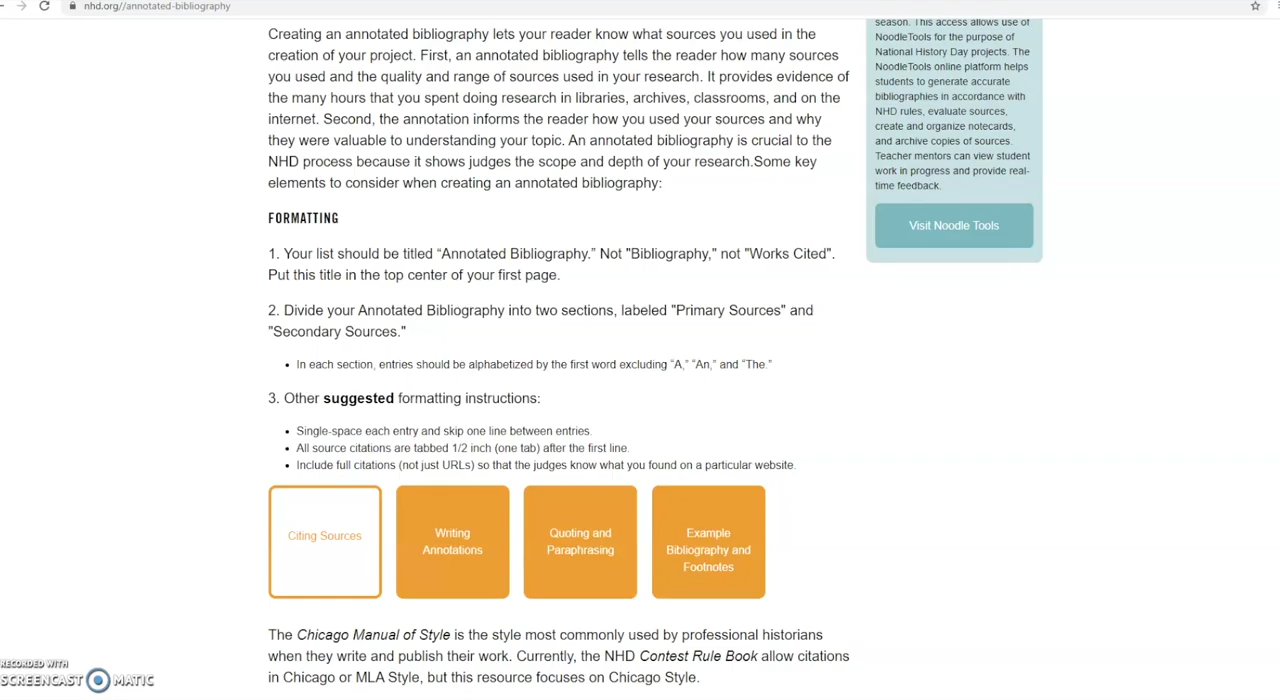 nhd.org//annotated-bibliography
Creating an annotated bibliography lets your reader know what sources you used in the
creation of your project. First, an annotated bibliography tells the reader how many sources
you used and the quality and range of sources used in your research. It provides evidence of
the many hours that you spent doing research in libraries, archives, classrooms, and on the
internet. Second, the annotation informs the reader how you used your sources and why
they were valuable to understanding your topic. An annotated bibliography is crucial to the
NHD process because it shows judges the scope and depth of your research.Some key
elements to consider when creating an annotated bibliography:
FORMATTING
1. Your list should be titled “Annotated Bibliography.” Not "Bibliography," not "Works Cited".
Put this title in the top center of your first page.
2. Divide your Annotated Bibliography into two sections, labeled "Primary Sources" and
"Secondary Sources."
• In each section, entries should be alphabetized by the first word excluding “A,” “An,” and “The.”
3. Other suggested formatting instructions:
• Single-space each entry and skip one line between entries.
• All source citations are tabbed 1/2 inch (one tab) after the first line.
• Include full citations (not just URLs) so that the judges know what you found on a particular website.
Citing Sources
Writing
Annotations
Quoting and
Paraphrasing
Example
Bibliography and
Footnotes
The Chicago Manual of Style is the style most commonly used by professional historians
when they write and publish their work. Currently, the NHD Contest Rule Book allow citations
in Chicago or MLA Style, but this resource focuses on Chicago Style.
season. This access allows use of
NoodleTools for the purpose of
National History Day projects. The
NoodleTools online platform helps
students to generate accurate
bibliographies in accordance with
NHD rules, evaluate sources,
create and organize notecards,
and archive copies of sources.
Teacher mentors can view student
work in progress and provide real-
time feedback.
Visit Noodle Tools
RECORDED WITH
SCREENCAST MATIC